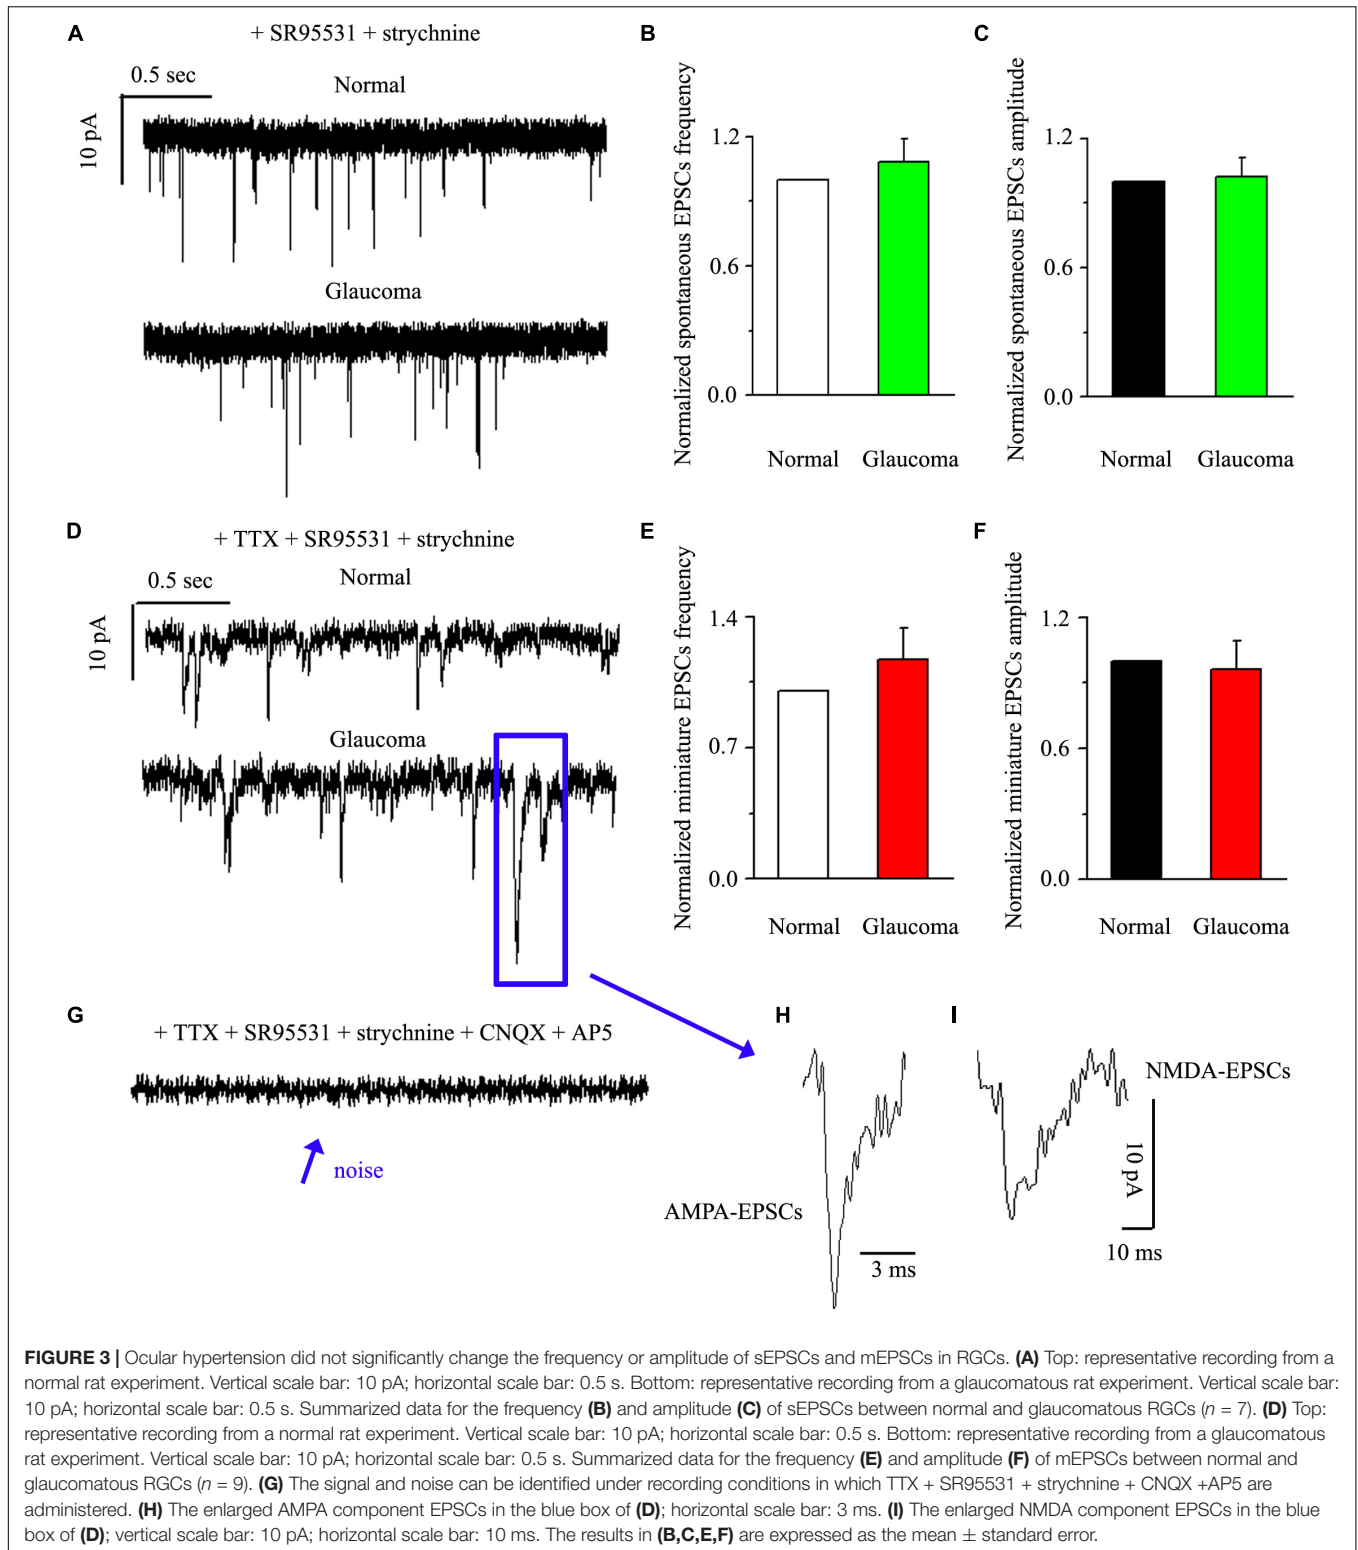 A
+ SR95531 + strychnine
0.5 sec
10 pA
Normal
Glaucoma
B
Normalized spontaneous EPSCs frequency
1.2
0.6
0.0
Normal Glaucoma
C
Normalized spontaneous EPSCs amplitude
1.2
0.6
0.0
Normal Glaucoma
D
+ TTX + SR95531 + strychnine
0.5 sec
10 pA
Normal
Glaucoma
E
Normalized miniature EPSCs frequency
1.4
0.7
0.0
Normal Glaucoma
F
Normalized miniature EPSCs amplitude
1.2
0.6
0.0
Normal Glaucoma
G
+ TTX + SR95531 + strychnine + CNQX + AP5
noise
H
AMPA-EPSCs
3 ms
I
NMDA-EPSCs
10 pA
10 ms
FIGURE 3 | Ocular hypertension did not significantly change the frequency or amplitude of sEPSCs and mEPSCs in RGCs. (A) Top: representative recording from a
normal rat experiment. Vertical scale bar: 10 pA; horizontal scale bar: 0.5 s. Bottom: representative recording from a glaucomatous rat experiment. Vertical scale bar:
10 pA; horizontal scale bar: 0.5 s. Summarized data for the frequency (B) and amplitude (C) of sEPSCs between normal and glaucomatous RGCs (n = 7). (D) Top:
representative recording from a normal rat experiment. Vertical scale bar: 10 pA; horizontal scale bar: 0.5 s. Bottom: representative recording from a glaucomatous
rat experiment. Vertical scale bar: 10 pA; horizontal scale bar: 0.5 s. Summarized data for the frequency (E) and amplitude (F) of mEPSCs between normal and
glaucomatous RGCs (n = 9). (G) The signal and noise can be identified under recording conditions in which TTX + SR95531 + strychnine + CNQX +AP5 are
administered. (H) The enlarged AMPA component EPSCs in the blue box of (D); horizontal scale bar: 3 ms. (I) The enlarged NMDA component EPSCs in the blue
box of (D); vertical scale bar: 10 pA; horizontal scale bar: 10 ms. The results in (B,C,E,F) are expressed as the mean ± standard error.